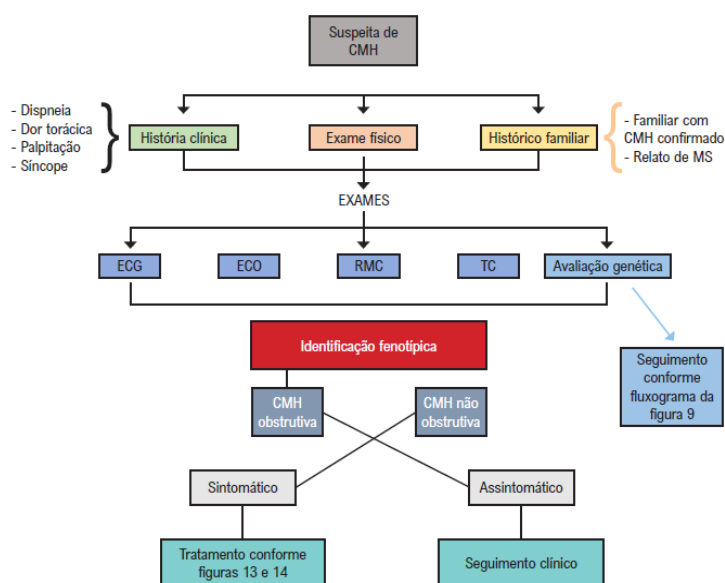 Suspeita de
CMH
- Dispneia
- Dor torácica
- Palpitação
- Síncope
História clínica
Exame físico
Histórico familiar
- Familiar com
CMH confirmado
- Relato de MS
EXAMES
ECG
ECO
RMC
TC
Avaliação genética
Identificação fenotípica
Seguimento
conforme
fluxograma da
figura 9
CMH
obstrutiva
CMH não
obstrutiva
Sintomático
Assintomático
Tratamento conforme
figuras 13 e 14
Seguimento clínico